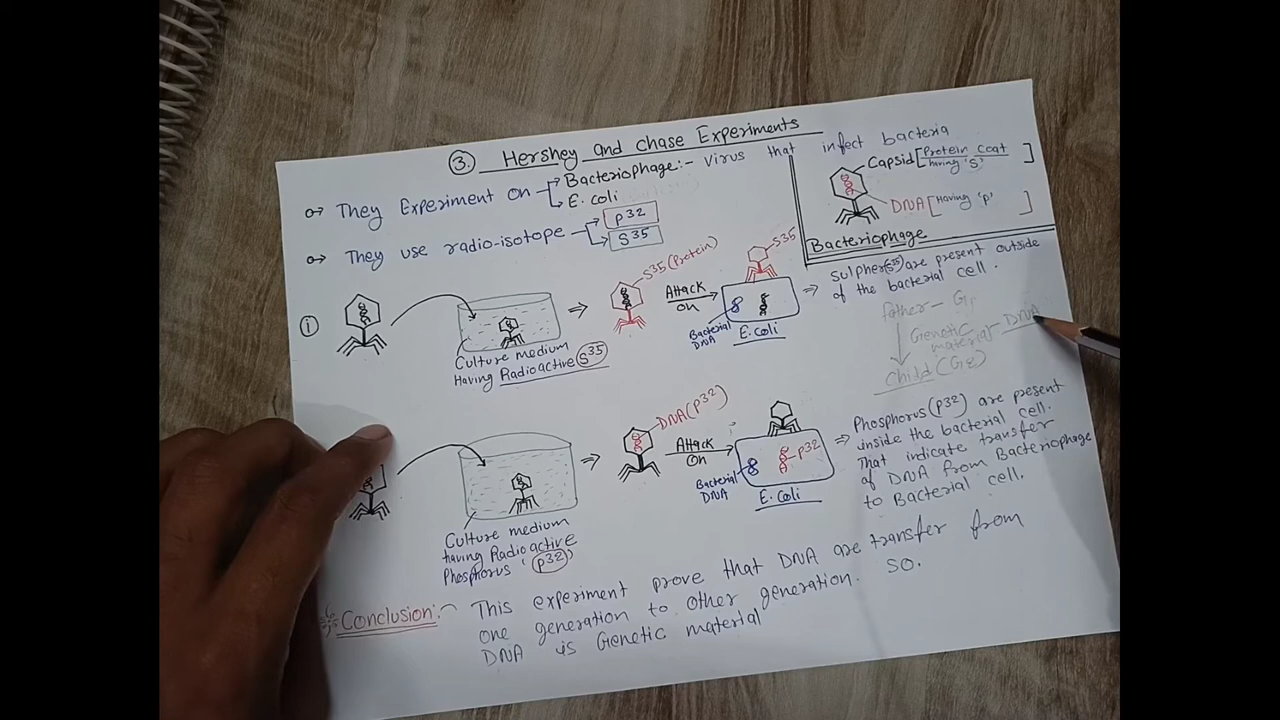 3. Hershey and chase Experiments
They Experiment on
Bacteriophage:- virus that infect bacteria
E. coli
They use radio-isotope
p32
S35
Capsid [Protein coat having 'S' ]
DNA [Having 'p' ]
Bacteriophage
i
Culture medium
Having Radioactive S35
S35 (Protein)
Attack
on
S35
Bacterial
DNA
E. coli
Sulpher(s35) are present outside
of the bacterial cell.
father - G1
Genetic
material - DNA
Child (G2)
Culture medium
having Radioactive
Phosphorus '(p32)'
DNA(p32)
Attack
on
p32
Bacterial
DNA
E. coli
Phosphorus (p32) are present
inside the bacterial cell.
That indicate transfer
of DNA from Bacteriophage
to Bacterial cell.
Conclusion:- This experiment prove that DNA are transfer from
one generation to other generation. so.
DNA is Genetic material